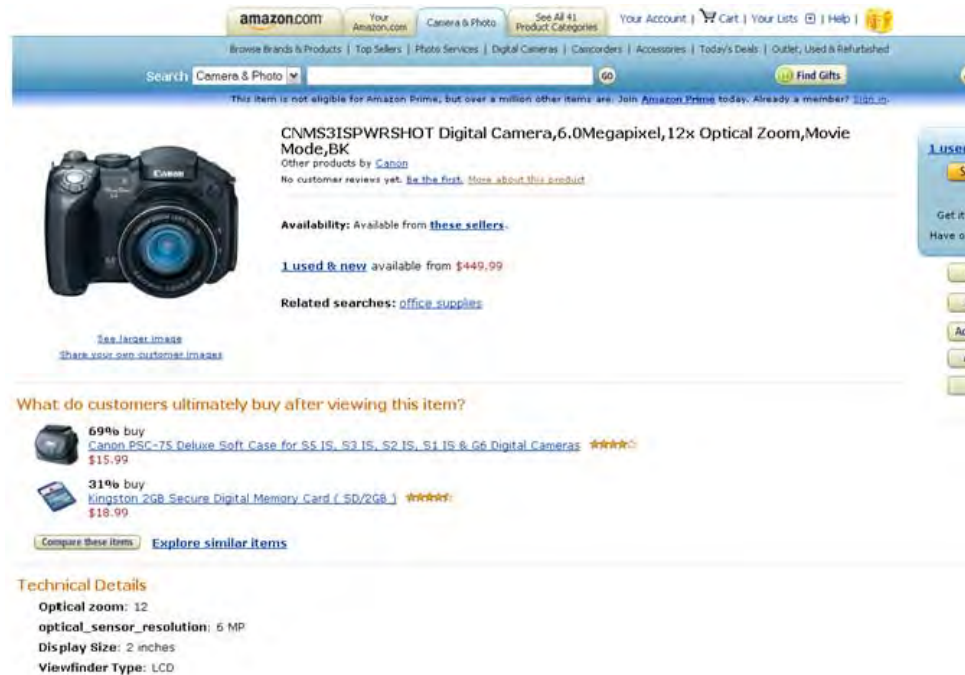 amazon.com
Your Amazon.com
Camera & Photo
See All 41 Product Categories
Your Account | Cart | Your Lists | Help |
Browse Brands & Products | Top Sellers | Photo Services | Digital Cameras | Camcorders | Accessories | Today's Deals | Outlet, Used & Refurbished
Search Camera & Photo GO Find Gifts
This item is not eligible for Amazon Prime, but over a million other items are. Join Amazon Prime today. Already a member? Sign in.
CNMS3ISPWRSHOT Digital Camera,6.0Megapixel,12x Optical Zoom,Movie
Mode,BK
Other products by Canon
No customer reviews yet. Be the first. More about this product
Canon
Availability: Available from these sellers.
1 used & new available from $449.99
Related searches: office supplies
See larger image
Share your own customer images
1 used
Get it
Have o
What do customers ultimately buy after viewing this item?
69% buy
Canon PSC-75 Deluxe Soft Case for S5 IS, S3 IS, S2 IS, S1 IS & G6 Digital Cameras
$15.99
31% buy
Kingston 2GB Secure Digital Memory Card ( SD/2GB )
$18.99
Compare these items Explore similar items
Technical Details
Optical zoom: 12
optical_sensor_resolution: 6 MP
Display Size: 2 inches
Viewfinder Type: LCD